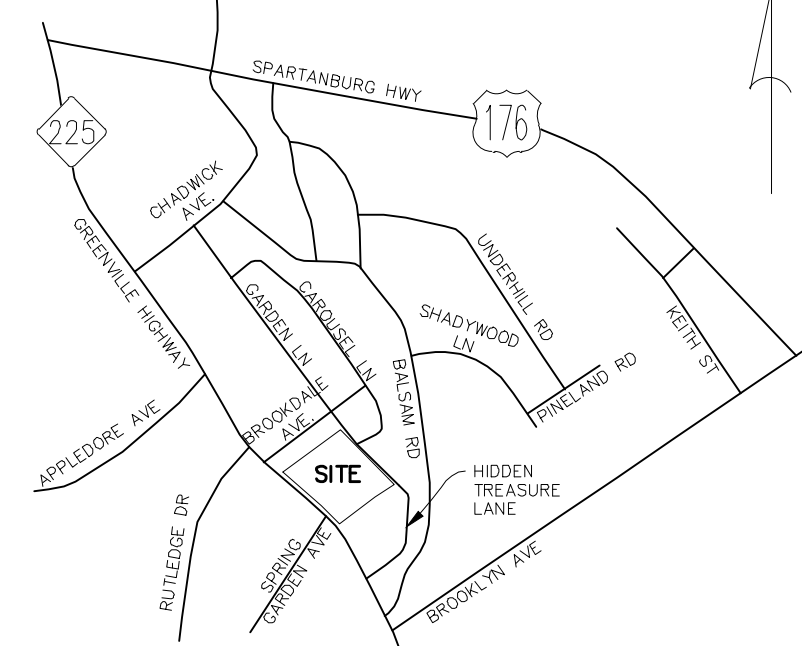 SPARTANBURG HWY
176
225
CHADWICK
AVE.
GREENVILLE HIGHWAY
UNDERHILL RD
GARDEN LN
CAROUSEL LN
SHADYWOOD
LN
KEITH ST
BALSAM RD
PINELAND RD
BROOKDALE
AVE.
APPLEDORE AVE
SITE
HIDDEN
TREASURE
LANE
RUTLEDGE DR
SPRING
GARDEN AVE
BROOKLYN AVE